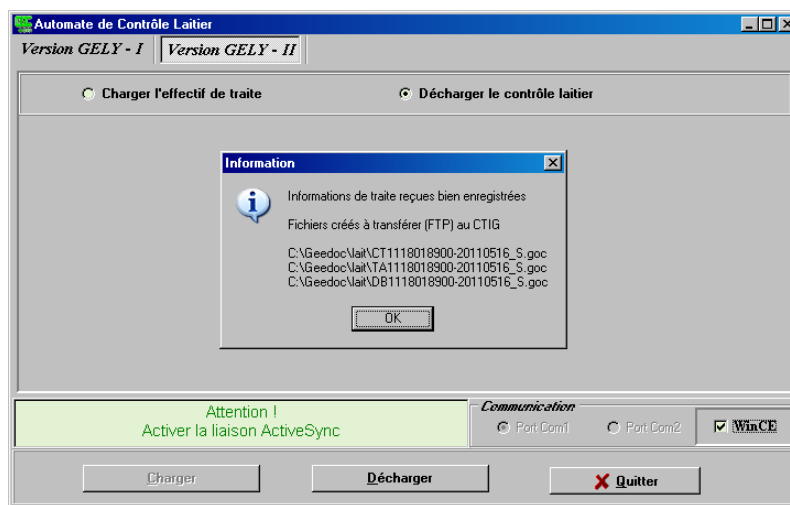 Automate de Contrôle Laitier
Version GELY - I Version GELY - II
Charger l'effectif de traite Décharger le contrôle laitier
Information
Informations de traite reçues bien enregistrées
Fichiers créés à transférer (FTP) au CTIG
C:\Geedoc\lait\CT1118018900-20110516_S.goc
C:\Geedoc\lait\TA1118018900-20110516_S.goc
C:\Geedoc\lait\DB1118018900-20110516_S.goc
OK
Attention !
Activer la liaison ActiveSync
Communication
Port Com1 Port Com2 WinCE
Charger Décharger Quitter